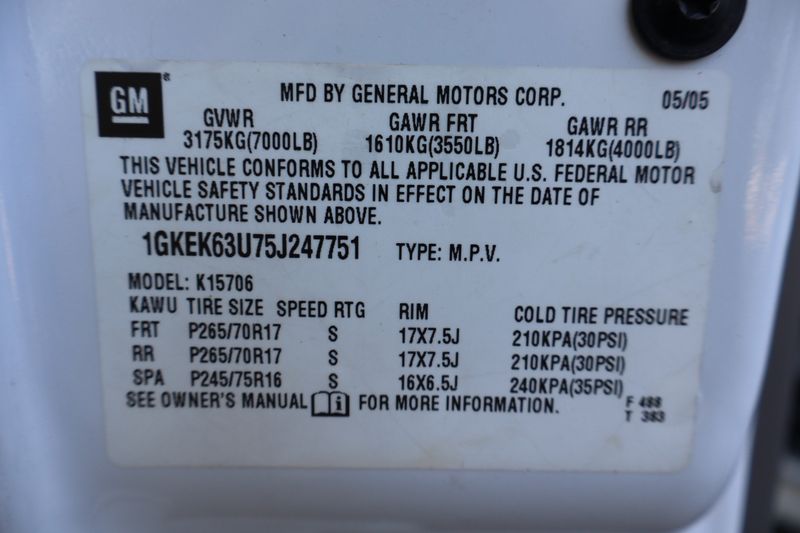 GM
MFD BY GENERAL MOTORS CORP. 05/05
GVWR GAWR FRT GAWR RR
3175KG(7000LB) 1610KG(3550LB) 1814KG(4000LB)
THIS VEHICLE CONFORMS TO ALL APPLICABLE U.S. FEDERAL MOTOR
VEHICLE SAFETY STANDARDS IN EFFECT ON THE DATE OF
MANUFACTURE SHOWN ABOVE.
1GKEK63U75J247751 TYPE: M.P.V.
MODEL: K15706
KAWU TIRE SIZE SPEED RTG RIM COLD TIRE PRESSURE
FRT P265/70R17 S 17X7.5J 210KPA(30PSI)
RR P265/70R17 S 17X7.5J 210KPA(30PSI)
SPA P245/75R16 S 16X6.5J 240KPA(35PSI)
SEE OWNER'S MANUAL i FOR MORE INFORMATION. F 488
T 383